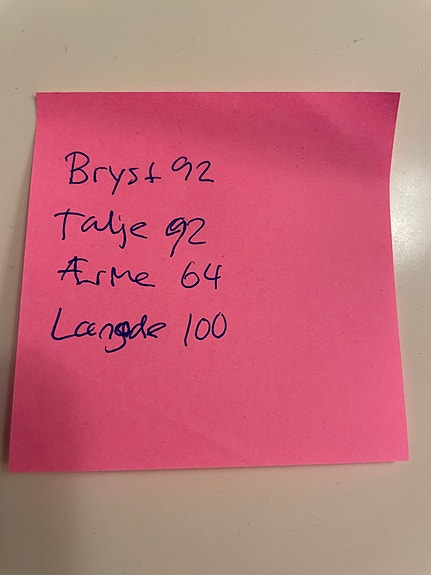 Bryst 92
Talje 92
Ærme 64
Længde 100